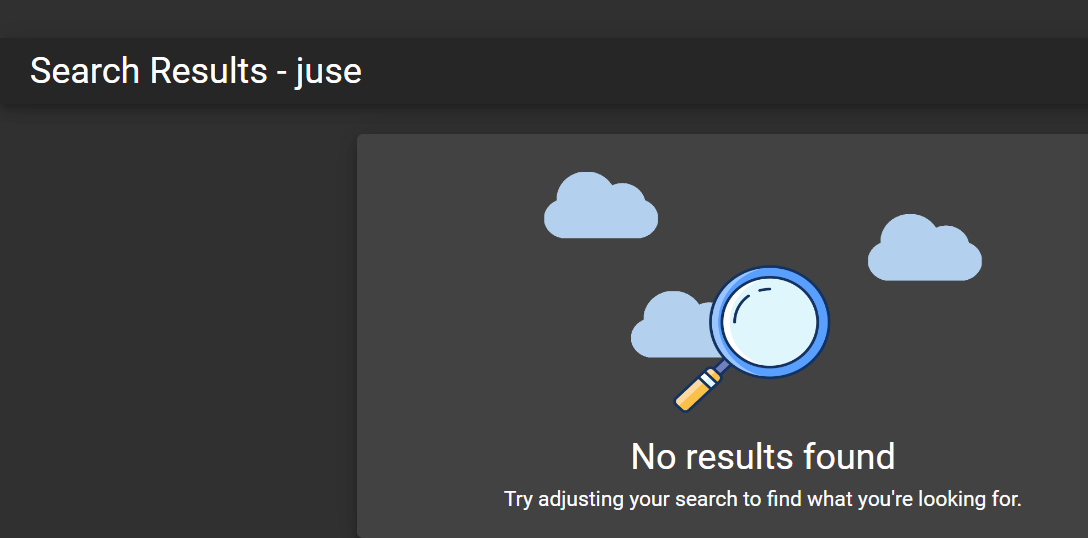 Search Results - juse
No results found
Try adjusting your search to find what you're looking for.